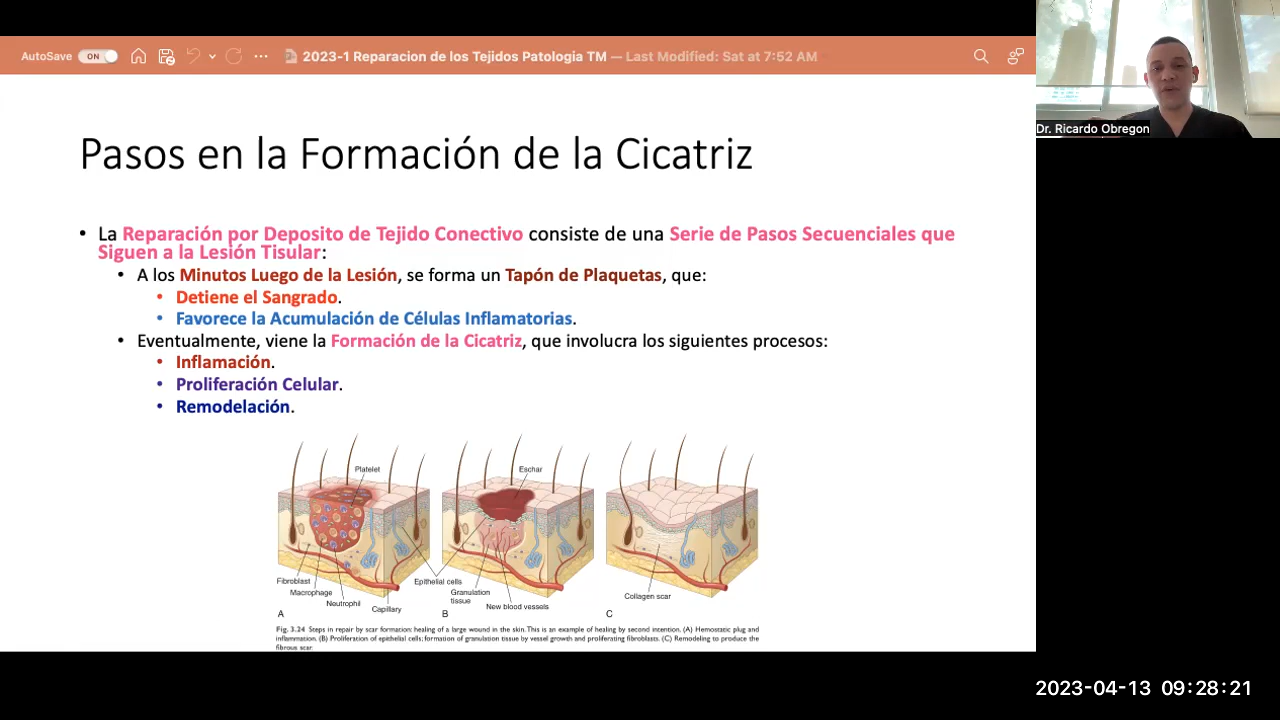 AutoSave ON ... 2023-1 Reparacion de los Tejidos Patologia TM — Last Modified: Sat at 7:52 AM
Dr. Ricardo Obregon
Pasos en la Formación de la Cicatriz
• La Reparación por Deposito de Tejido Conectivo consiste de una Serie de Pasos Secuenciales que
Siguen a la Lesión Tisular:
• A los Minutos Luego de la Lesión, se forma un Tapón de Plaquetas, que:
• Detiene el Sangrado.
• Favorece la Acumulación de Células Inflamatorias.
• Eventualmente, viene la Formación de la Cicatriz, que involucra los siguientes procesos:
• Inflamación.
• Proliferación Celular.
• Remodelación.
Platelet
Fibroblast
Macrophage
Neutrophil
Capillary
A
Eschar
Epithelial cells
Granulation
tissue
New blood vessels
B
Collagen scar
C
Fig. 3.24 Steps in repair by scar formation: healing of a large wound in the skin. This is an example of healing by second intention. (A) Hemostatic plug and
inflammation. (B) Proliferation of epithelial cells; formation of granulation tissue by vessel growth and proliferating fibroblasts. (C) Remodeling to produce the
fibrous scar.
2023-04-13 09:28:21